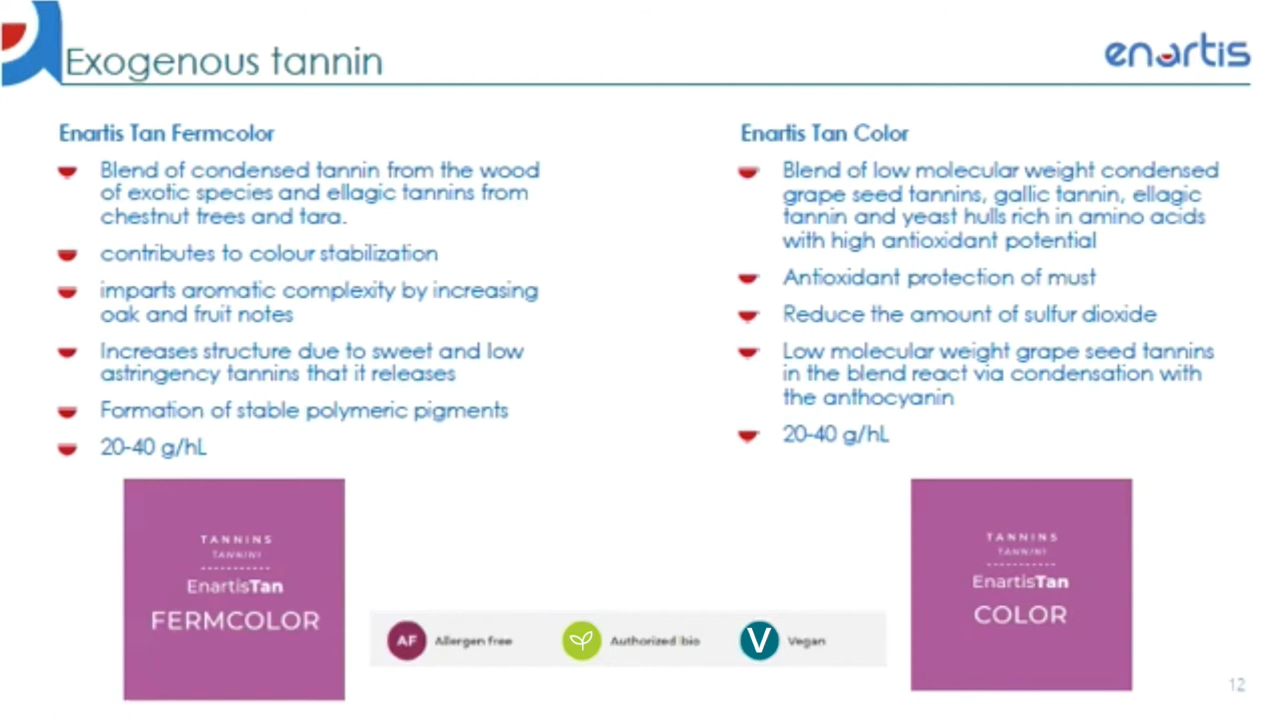 Exogenous tannin
enartis
Enartis Tan Fermcolor
Blend of condensed tannin from the wood
of exotic species and ellagic tannins from
chestnut trees and tara.
contributes to colour stabilization
imparts aromatic complexity by increasing
oak and fruit notes
Increases structure due to sweet and low
astringency tannins that it releases
Formation of stable polymeric pigments
20-40 g/hL
Enartis Tan Color
Blend of low molecular weight condensed
grape seed tannins, gallic tannin, ellagic
tannin and yeast hulls rich in amino acids
with high antioxidant potential
Antioxidant protection of must
Reduce the amount of sulfur dioxide
Low molecular weight grape seed tannins
in the blend react via condensation with
the anthocyanin
20-40 g/hL
TANNINS
TANNINI
EnartisTan
FERMCOLOR
AF Allergen free
Authorized bio
V Vegan
TANNINS
TANNINI
EnartisTan
COLOR
12